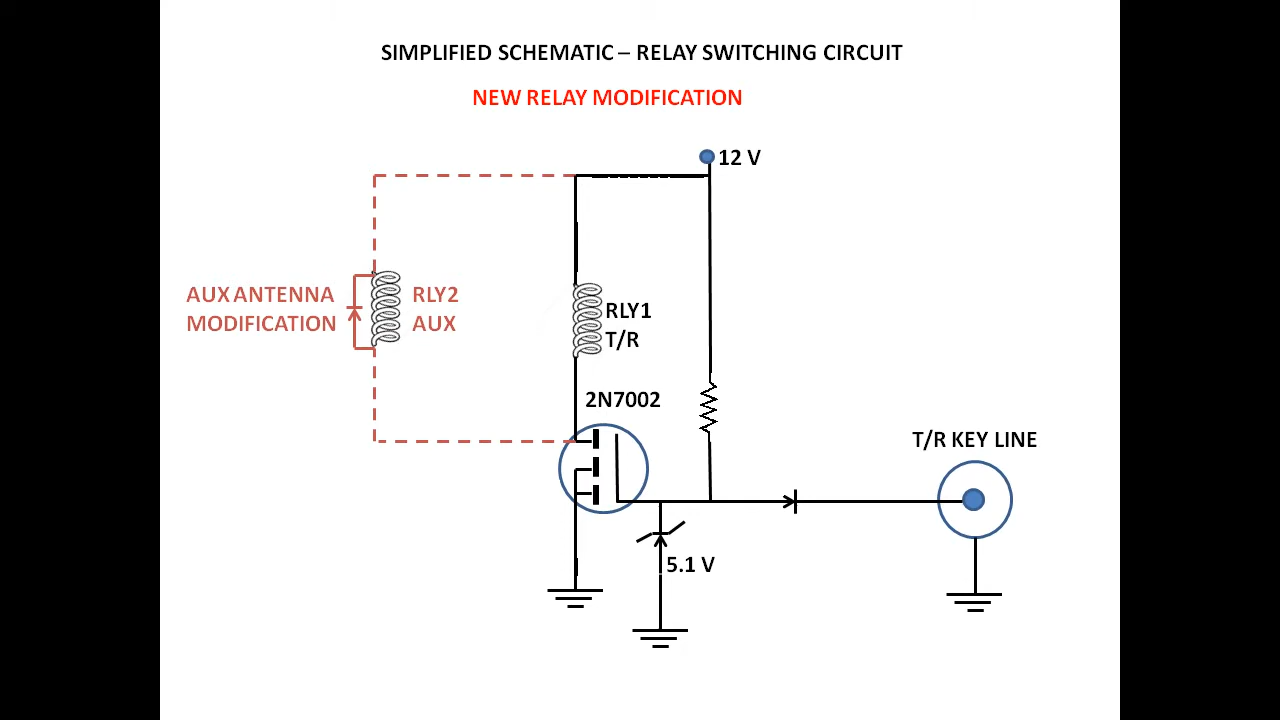 SIMPLIFIED SCHEMATIC – RELAY SWITCHING CIRCUIT
NEW RELAY MODIFICATION
12 V
AUX ANTENNA
MODIFICATION
RLY2
AUX
RLY1
T/R
2N7002
T/R KEY LINE
5.1 V